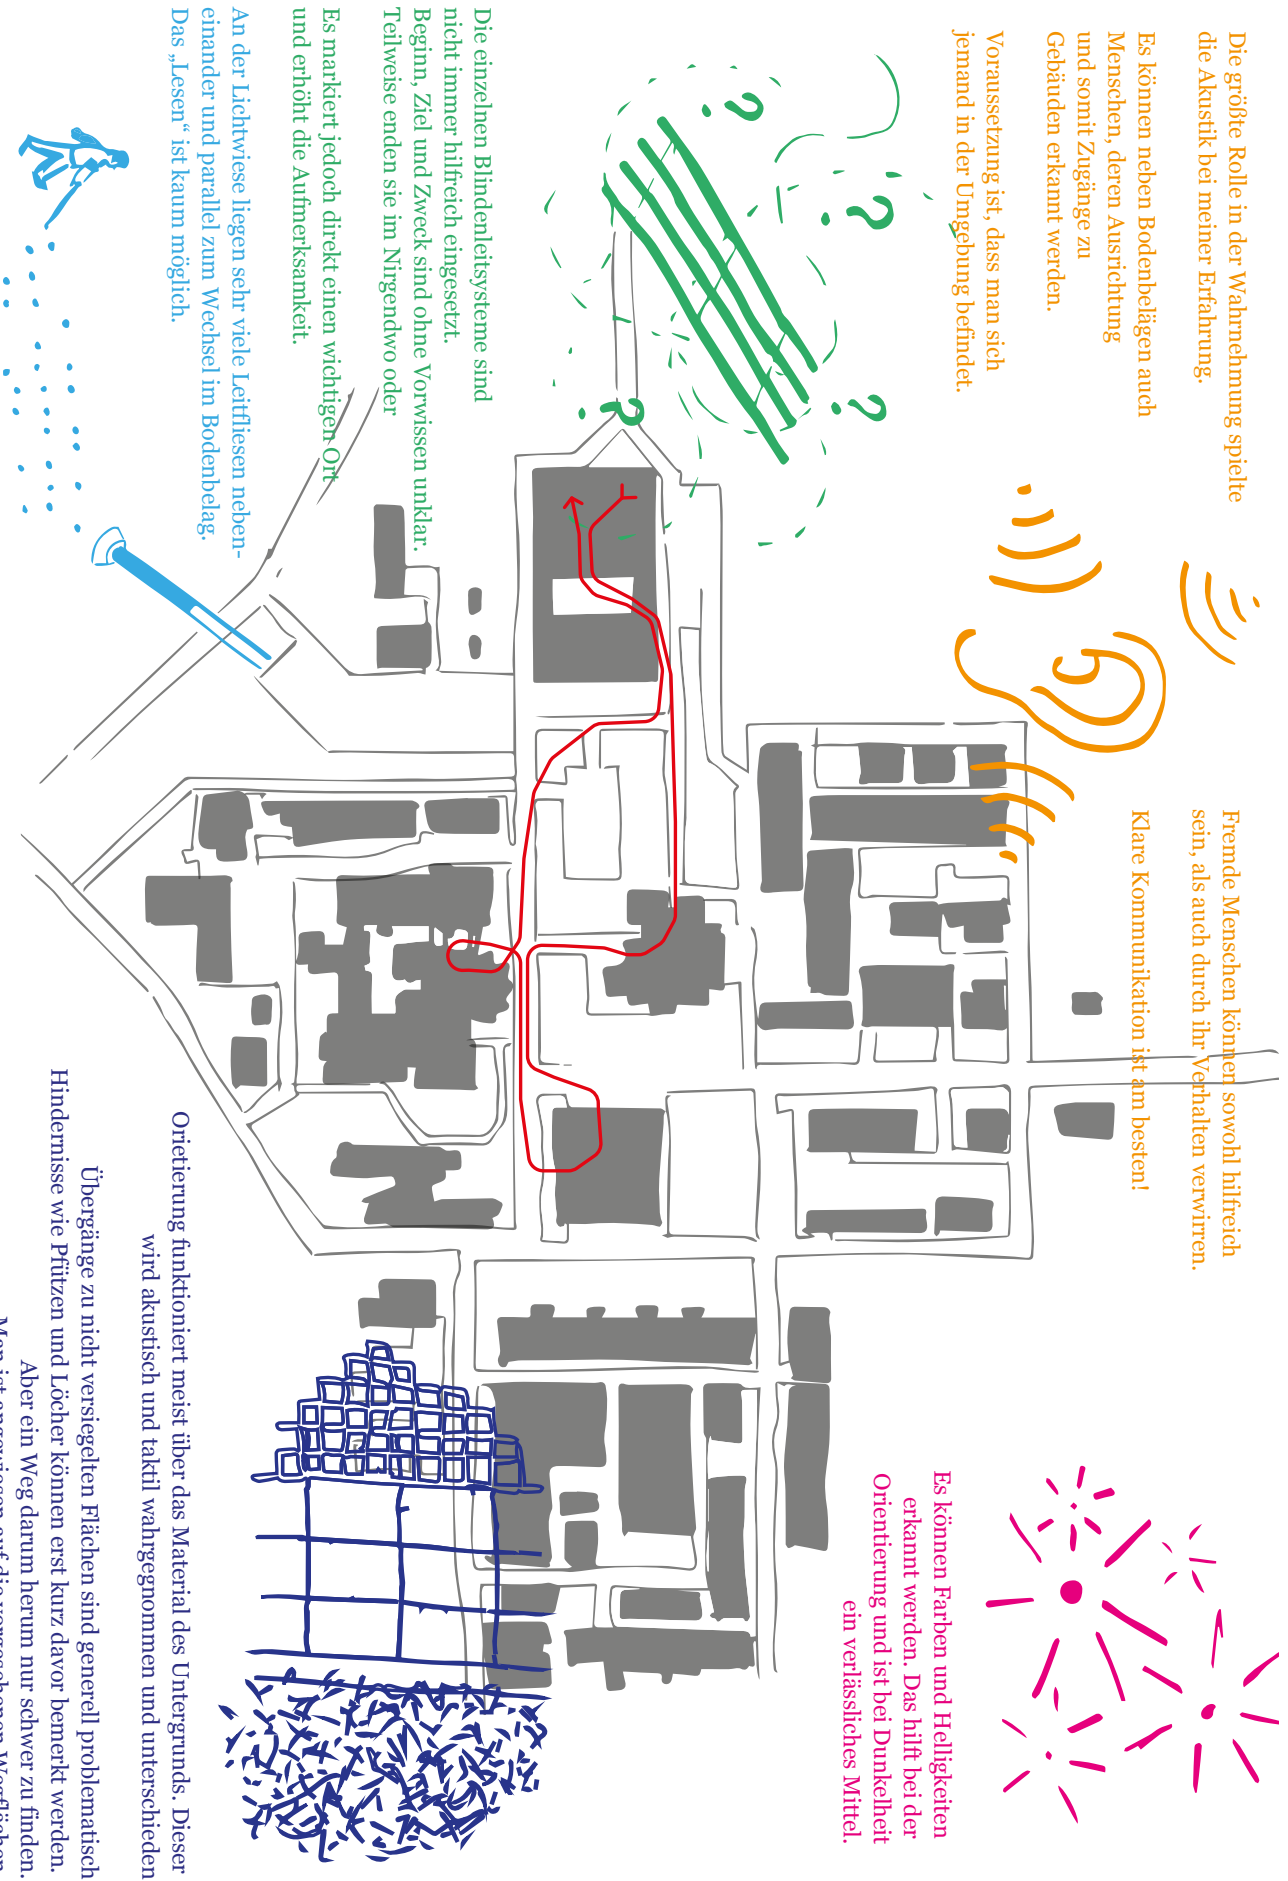 Die größte Rolle in der Wahrnehmung spielte
die Akustik bei meiner Erfahrung.
Es können neben Bodenbelägen auch
Menschen, deren Ausrichtung
und somit Zugänge zu
Gebäuden erkannt werden.
Voraussetzung ist, dass man sich
jemand in der Umgebung befindet.
Fremde Menschen können sowohl hilfreich
sein, als auch durch ihr Verhalten verwirren.
Klare Kommunikation ist am besten!
Es können Farben und Helligkeiten
erkannt werden. Das hilft bei der
Orientierung und ist bei Dunkelheit
ein verlässliches Mittel.
Die einzelnen Blindenleitsysteme sind
nicht immer hilfreich eingesetzt.
Beginn, Ziel und Zweck sind ohne Vorwissen unklar.
Teilweise enden sie im Nirgendwo oder
Es markiert jedoch direkt einen wichtigen Ort
und erhöht die Aufmerksamkeit.
An der Lichtwiese liegen sehr viele Leitfliesen neben-
einander und parallel zum Wechsel im Bodenbelag.
Das „Lesen“ ist kaum möglich.
Orietierung funktioniert meist über das Material des Untergrunds. Dieser
wird akustisch und taktil wahrgegnommen und unterschieden
Übergänge zu nicht versiegelten Flächen sind generell problematisch
Hindernisse wie Pfützen und Löcher können erst kurz davor bemerkt werden.
Aber ein Weg darum herum nur schwer zu finden.
Man ist angewiesen auf die vorgesehenen Wegflächen